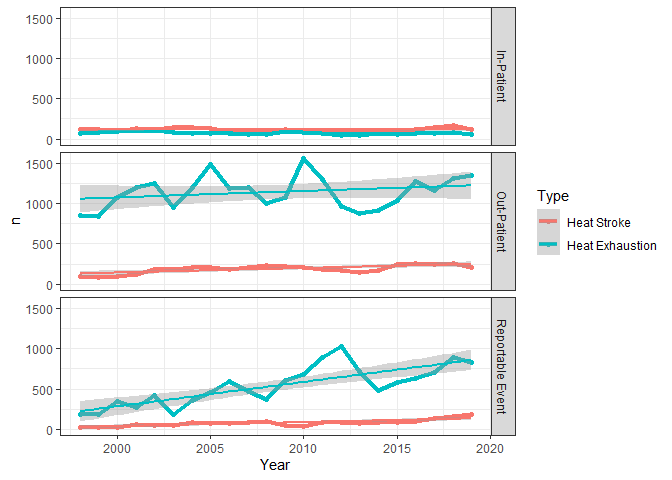 1500
1000
500
0
In-Patient
1500
1000
500
0
Out-Patient
1500
1000
500
0
Reportable Event
n
2000
2005
2010
2015
2020
Year
Type
Heat Stroke
Heat Exhaustion